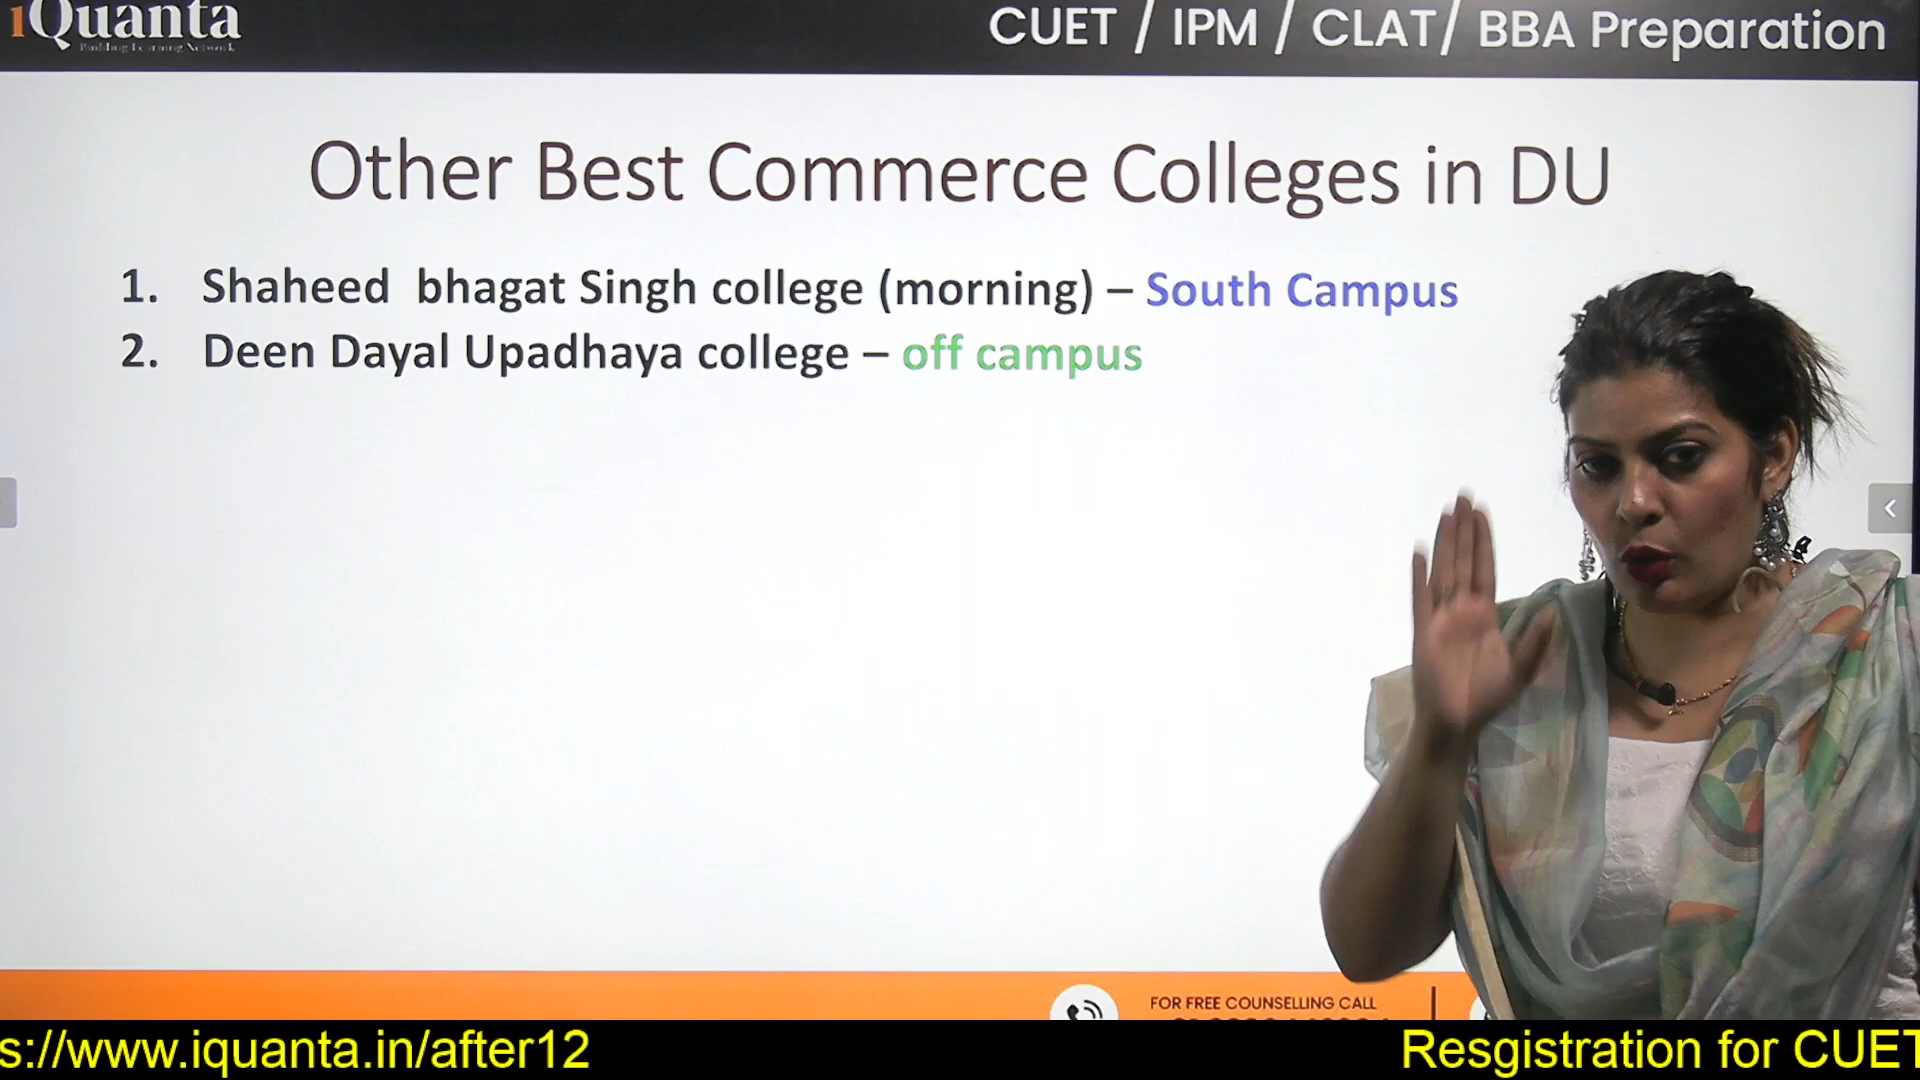 iQuanta
Building Learning Network
CUET / IPM / CLAT/ BBA Preparation
Other Best Commerce Colleges in DU
1. Shaheed bhagat Singh college (morning) – South Campus
2. Deen Dayal Upadhaya college – off campus
FOR FREE COUNSELLING CALL
s://www.iquanta.in/after12
Resgistration for CUET